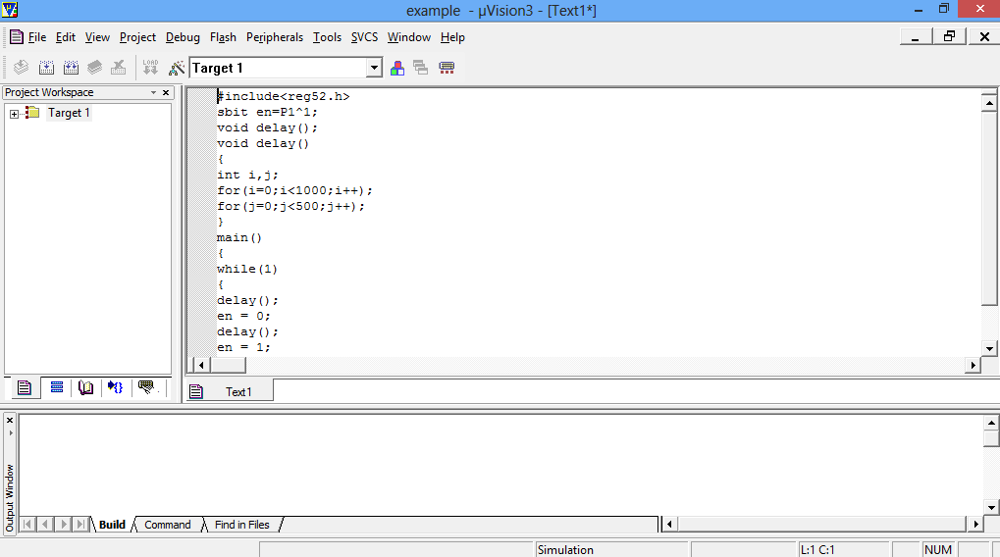 example - µVision3 - [Text1*]
File Edit View Project Debug Flash Peripherals Tools SVCS Window Help
LOAD
Target 1
Project Workspace
Target 1
#include<reg52.h>
sbit en=P1^1;
void delay();
void delay()
{
int i,j;
for(i=0;i<1000;i++);
for(j=0;j<500;j++);
}
main()
{
while(1)
{
delay();
en = 0;
delay();
en = 1;
Text1
Output Window
Build Command Find in Files
Simulation L:1 C:1 NUM